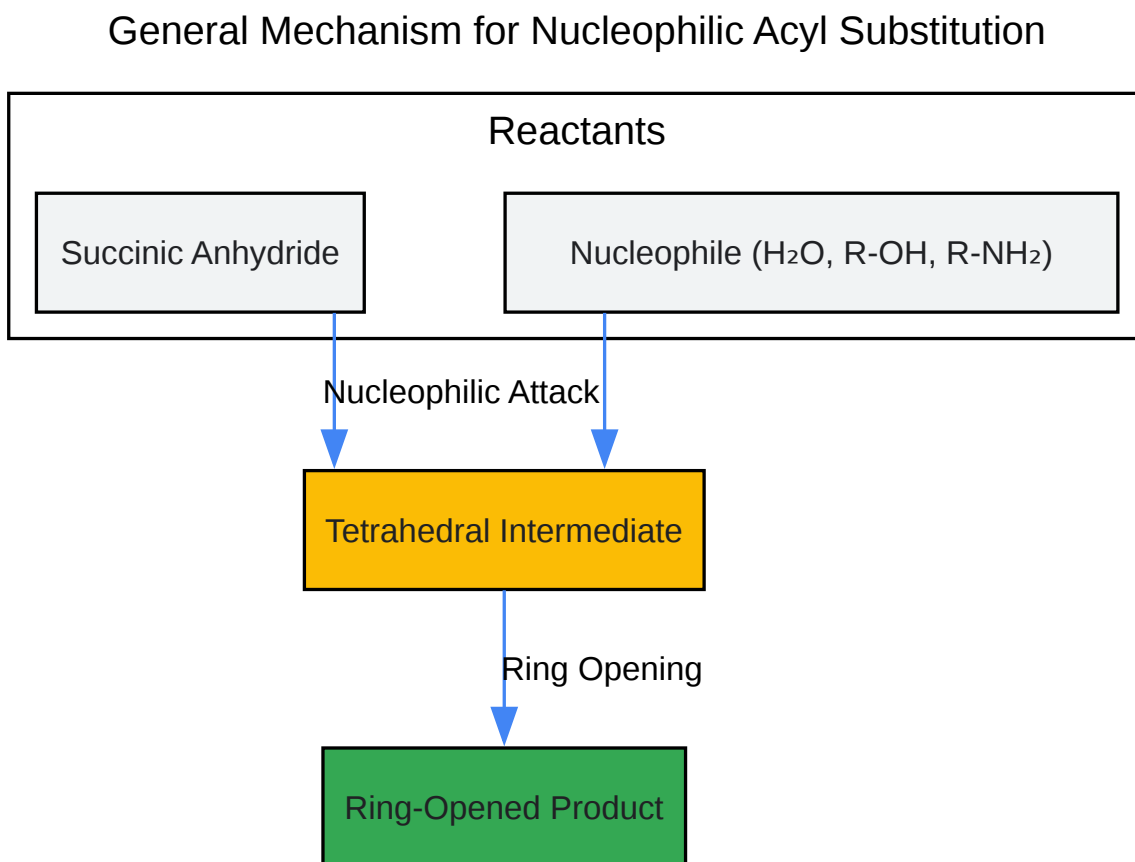 General Mechanism for Nucleophilic Acyl Substitution
Reactants
Succinic Anhydride
Nucleophile (H₂O, R-OH, R-NH₂)
Nucleophilic Attack
Tetrahedral Intermediate
Ring Opening
Ring-Opened Product